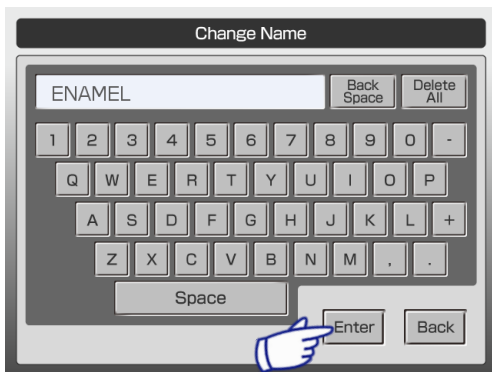 Change Name
ENAMEL
Back Space
Delete All
1 2 3 4 5 6 7 8 9 0 -
Q W E R T Y U I O P
A S D F G H J K L +
Z X C V B N M , .
Space
Enter Back